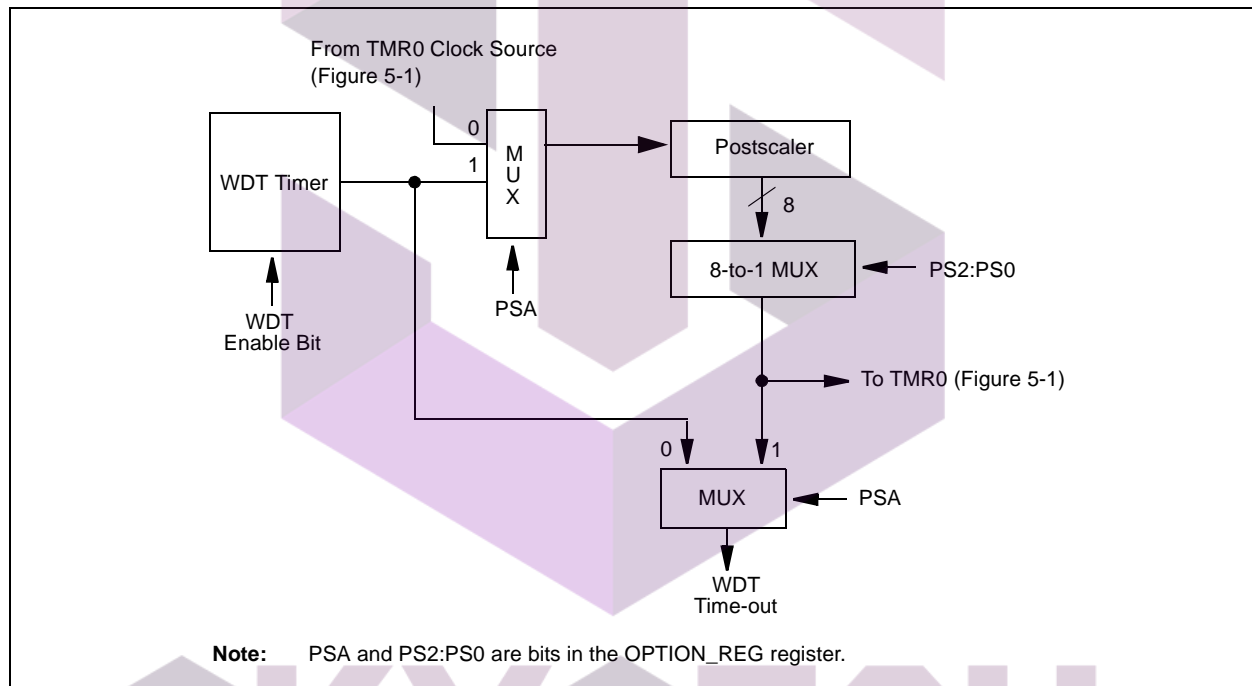 From TMR0 Clock Source
(Figure 5-1)
0
1
M
U
X
Postscaler
WDT Timer
8
8-to-1 MUX
PS2:PS0
PSA
WDT
Enable Bit
To TMR0 (Figure 5-1)
0
1
MUX
PSA
WDT
Time-out
Note: PSA and PS2:PS0 are bits in the OPTION_REG register.